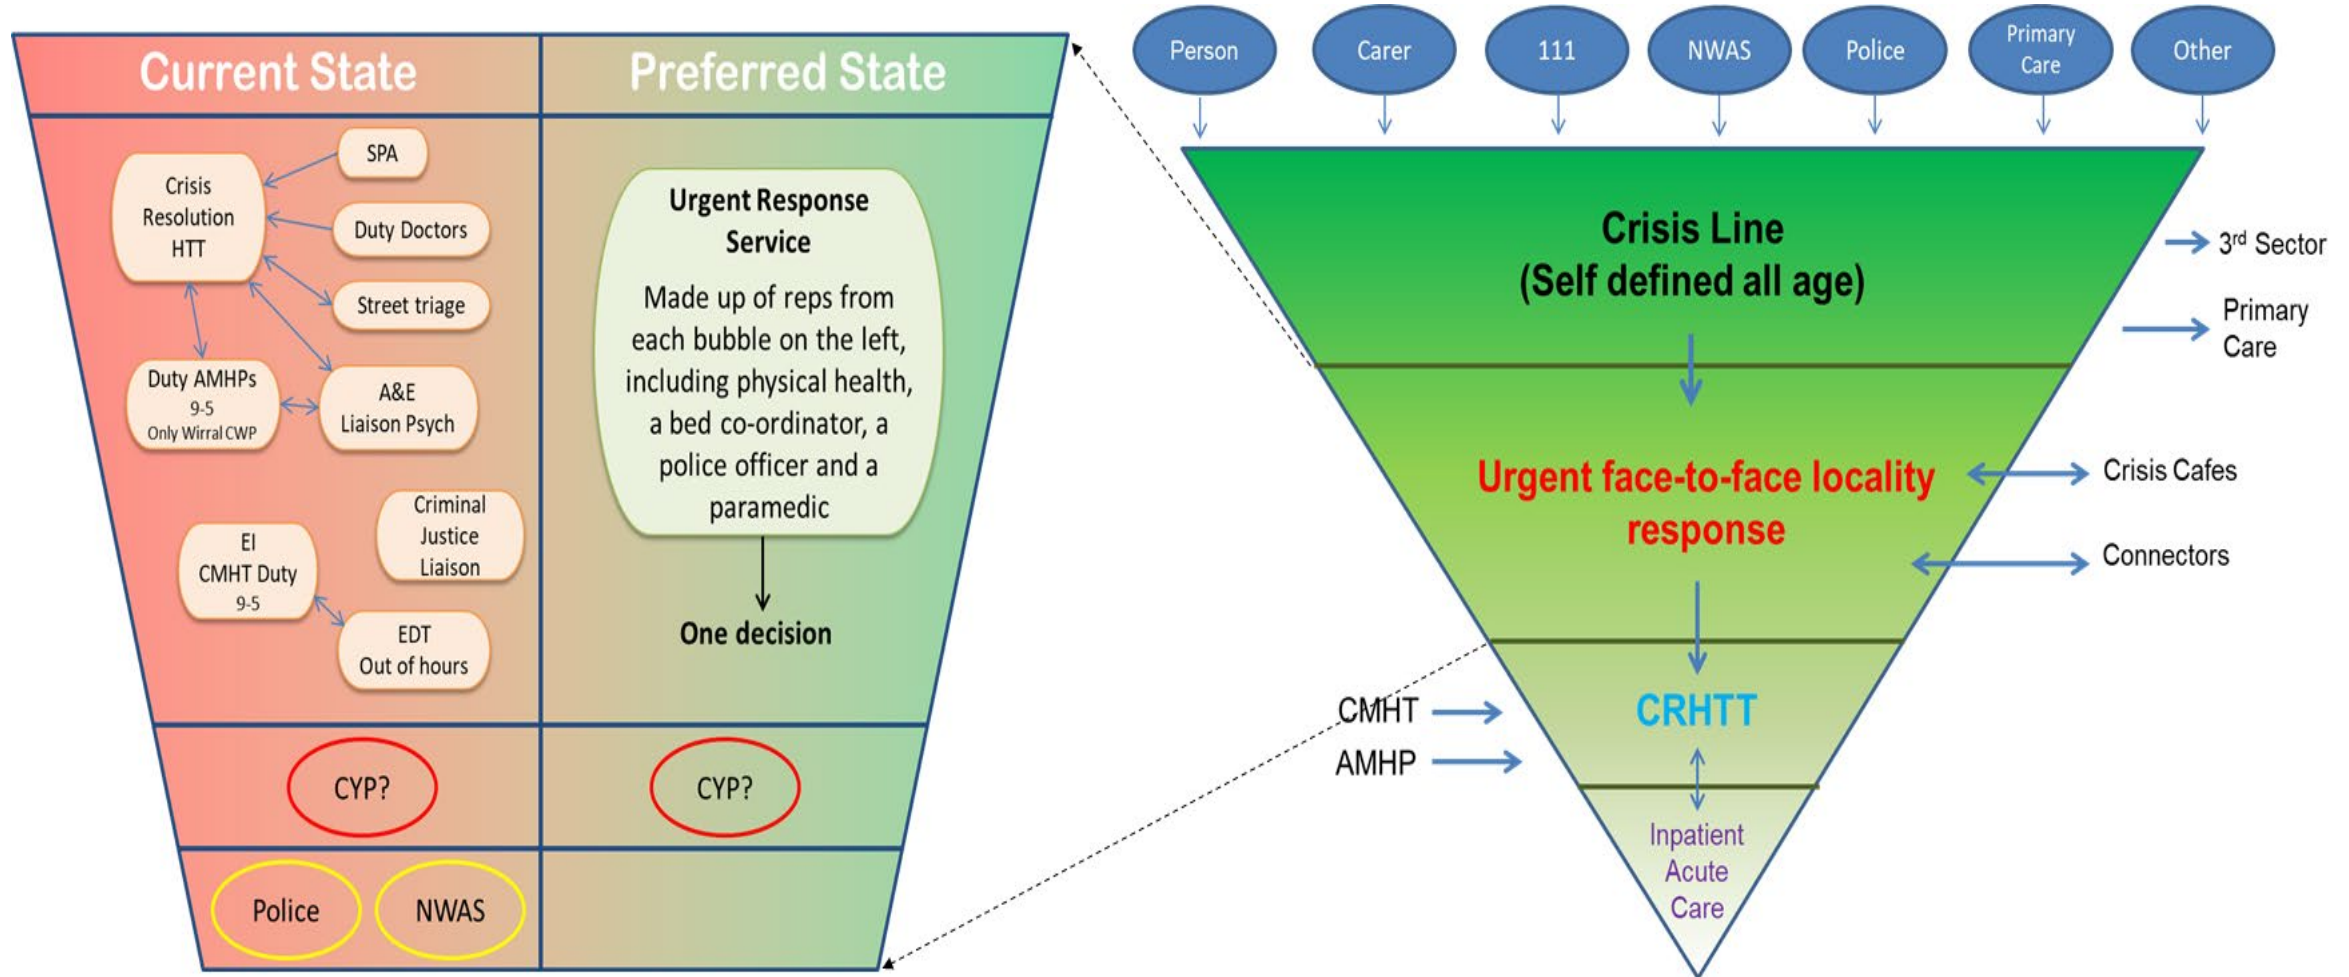 Current State
Preferred State
SPA
Crisis
Resolution
HTT
Duty Doctors
Street triage
Duty AMHPs
9-5
Only Wirral CWP
A&E
Liaison Psych
Criminal
Justice
Liaison
EI
CMHT Duty
9-5
EDT
Out of hours
Urgent Response
Service
Made up of reps from
each bubble on the left,
including physical health,
a bed co-ordinator, a
police officer and a
paramedic
One decision
CYP?
CYP?
Police
NWAS
Person
Carer
111
NWAS
Police
Primary
Care
Other
Crisis Line
(Self defined all age)
3rd Sector
Primary
Care
Urgent face-to-face locality
response
Crisis Cafes
Connectors
CMHT
AMHP
CRHTT
Inpatient
Acute
Care